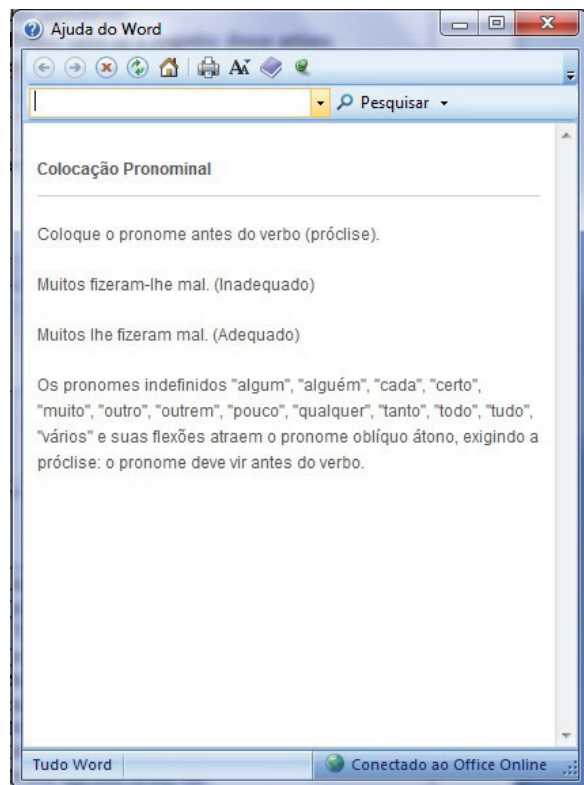 Ajuda do Word
Pesquisar
Colocação Pronominal
Coloque o pronome antes do verbo (próclise).
Muitos fizeram-lhe mal. (Inadequado)
Muitos lhe fizeram mal. (Adequado)
Os pronomes indefinidos "algum", "alguém", "cada", "certo",
"muito", "outro", "outrem", "pouco", "qualquer", "tanto", "todo", "tudo",
"vários" e suas flexões atraem o pronome oblíquo átono, exigindo a
próclise: o pronome deve vir antes do verbo.
Tudo Word
Conectado ao Office Online